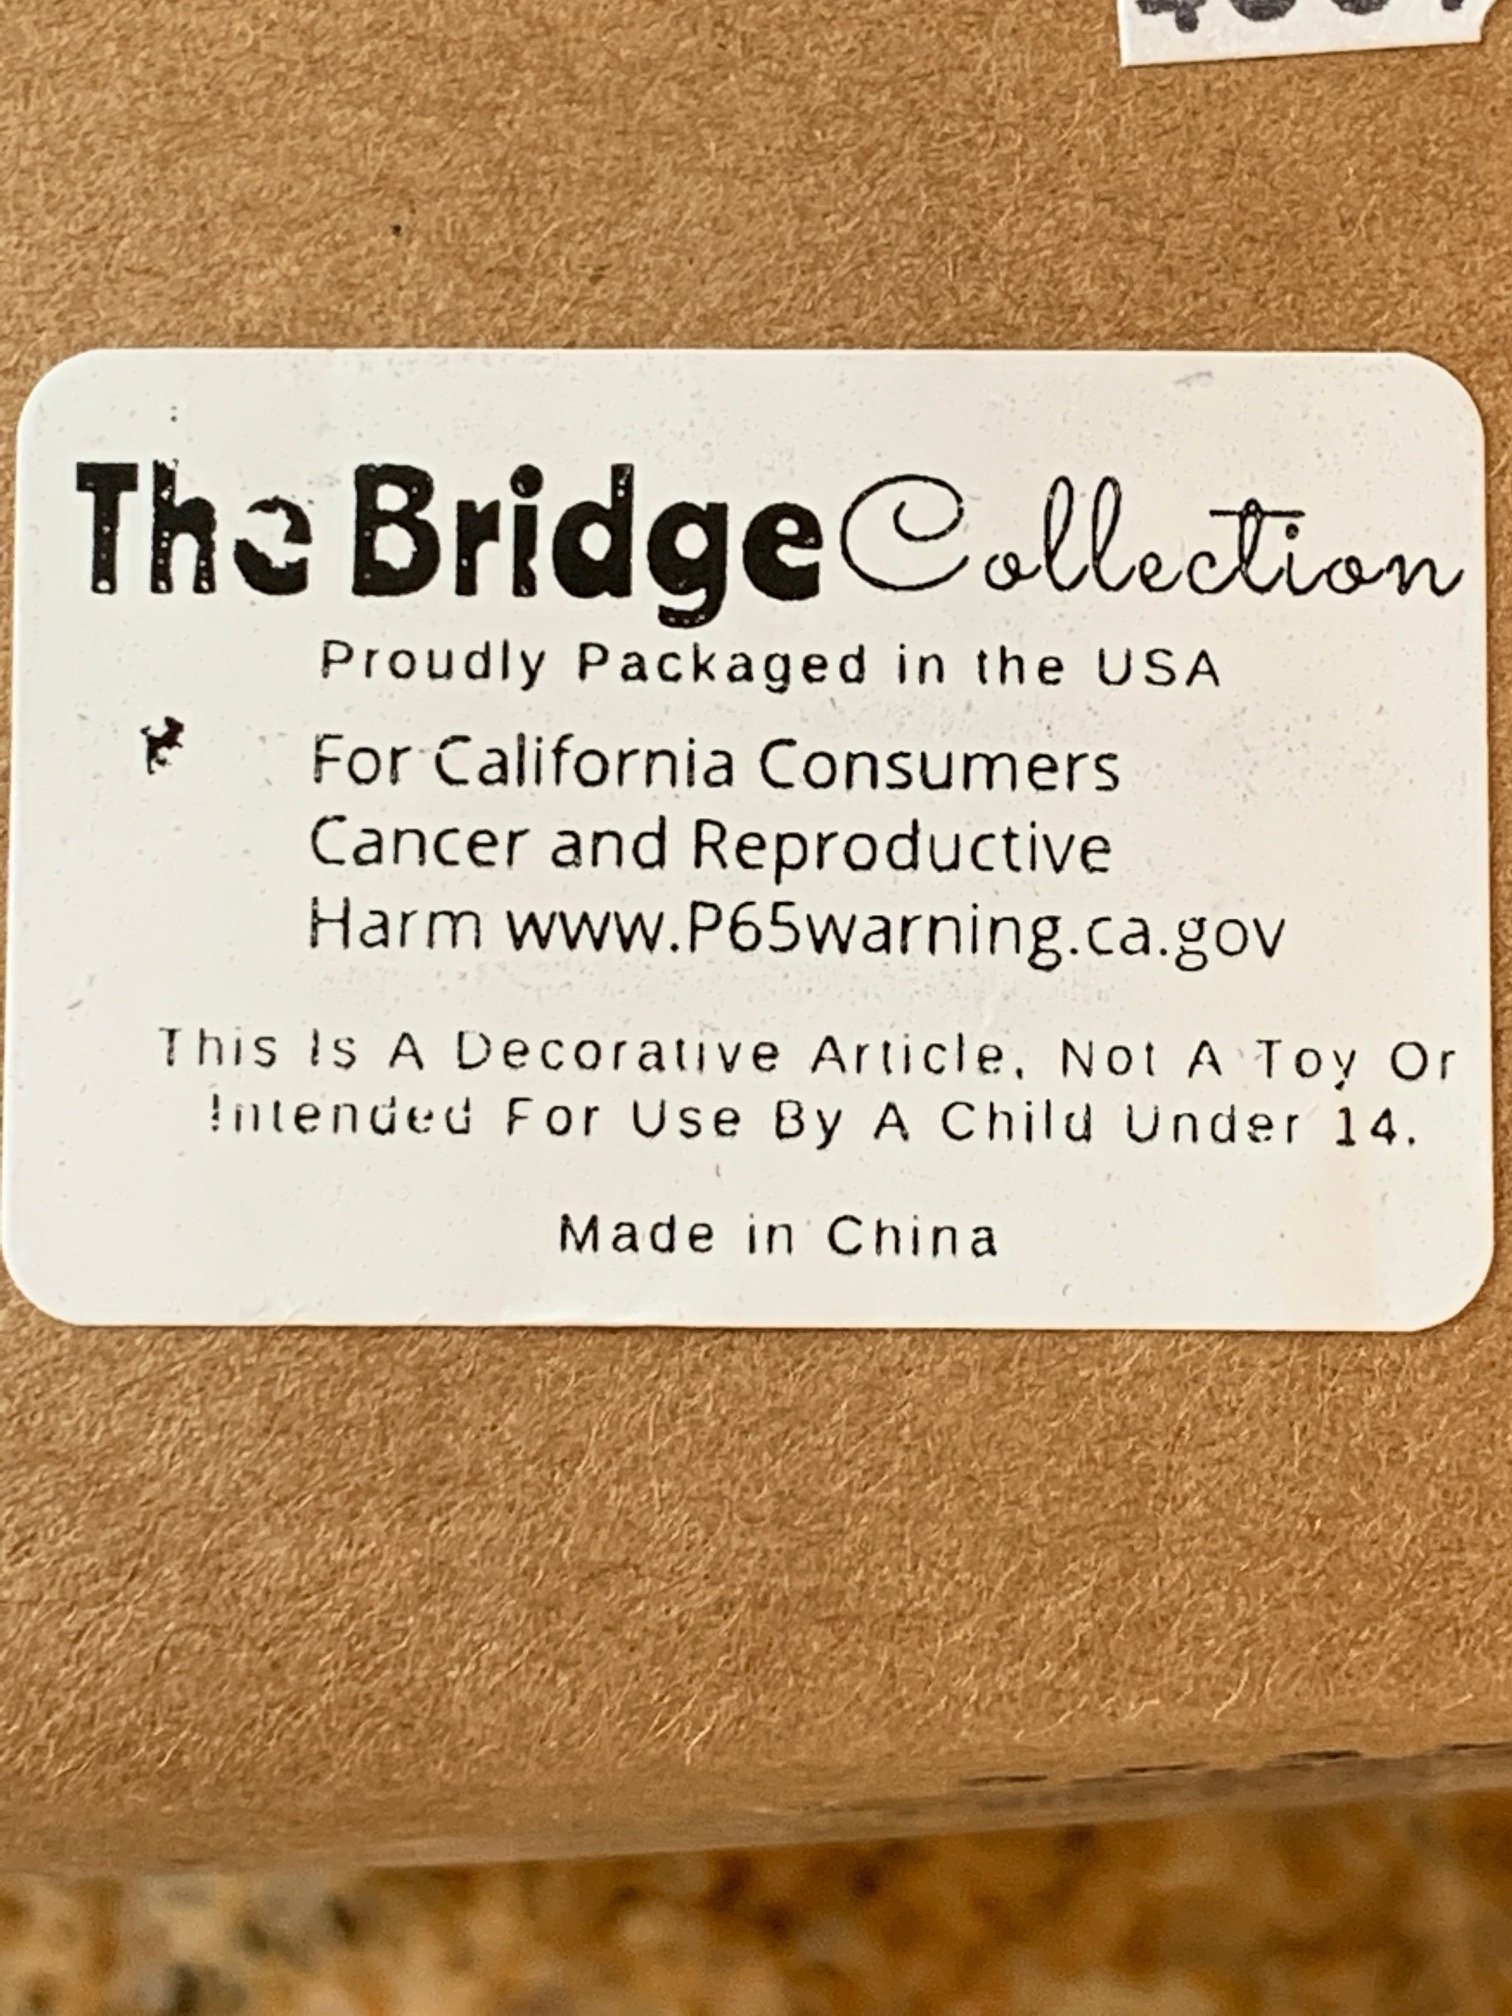 The Bridge Collection
Proudly Packaged in the USA
For California Consumers
Cancer and Reproductive
Harm www.P65warning.ca.gov
This Is A Decorative Article, Not A Toy Or
Intended For Use By A Child Under 14.
Made in China